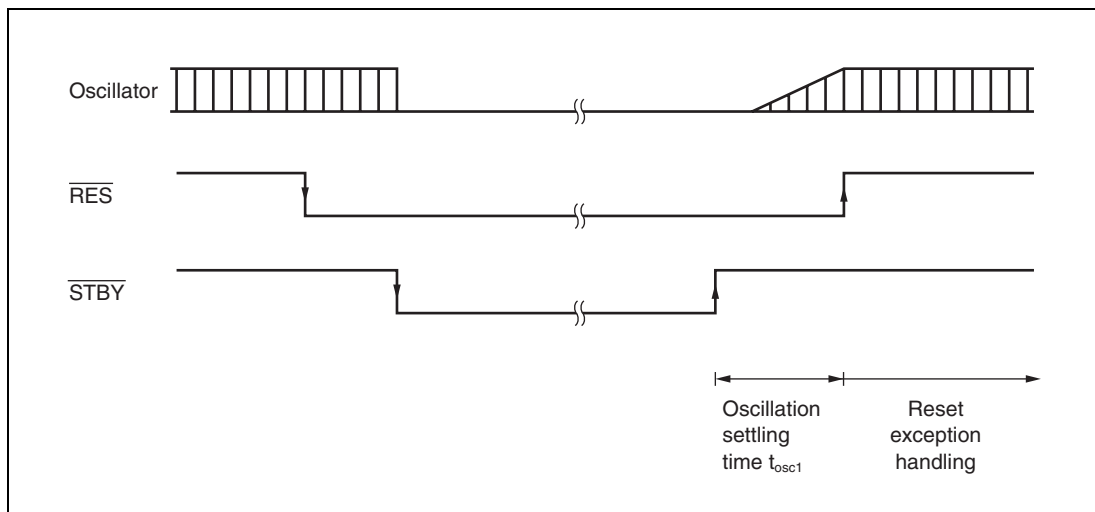 Oscillator
RES
STBY
Oscillation
settling
time tosc1
Reset
exception
handling